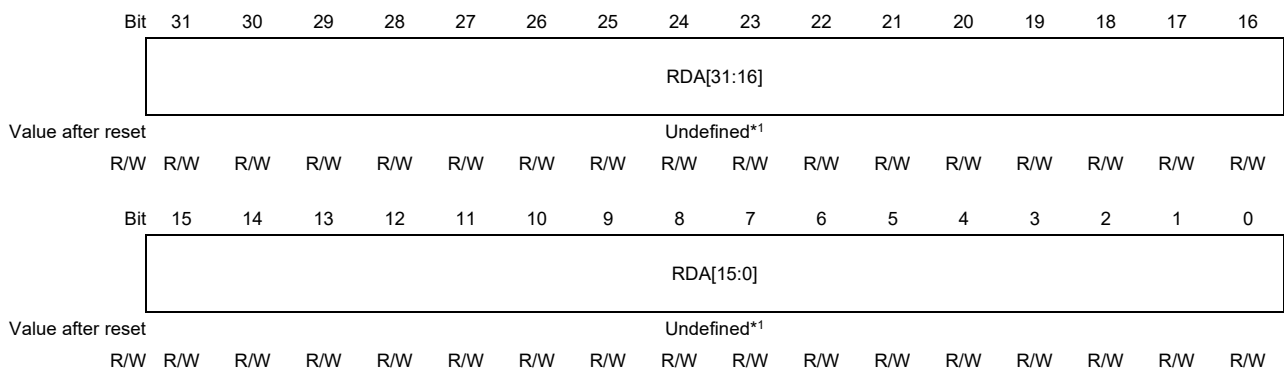 Bit 31 30 29 28 27 26 25 24 23 22 21 20 19 18 17 16
RDA[31:16]
Value after reset Undefined*1
R/W R/W R/W R/W R/W R/W R/W R/W R/W R/W R/W R/W R/W R/W R/W R/W R/W
Bit 15 14 13 12 11 10 9 8 7 6 5 4 3 2 1 0
RDA[15:0]
Value after reset Undefined*1
R/W R/W R/W R/W R/W R/W R/W R/W R/W R/W R/W R/W R/W R/W R/W R/W R/W